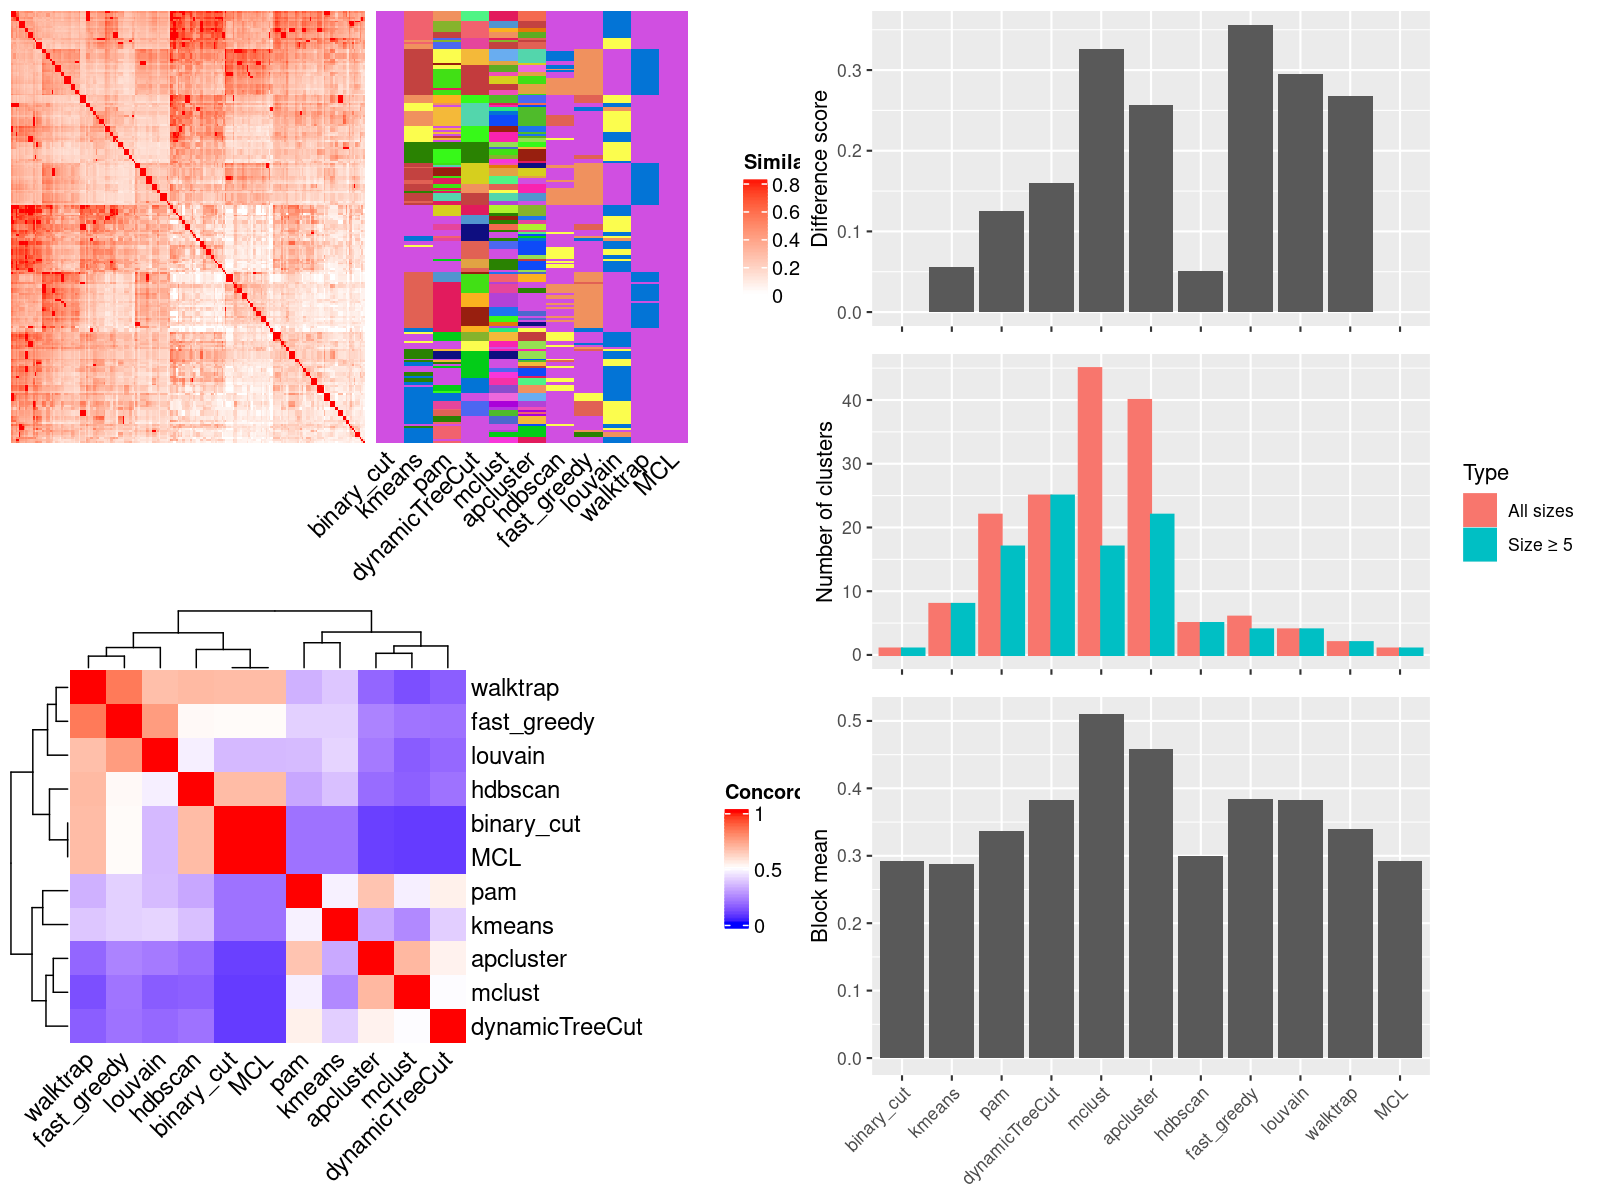 binary_cut
kmeans
pam
dynamicTreeCut
mclust
apcluster
hdbscan
fast_greedy
louvain
walktrap
MCL
Simila
0.8
0.6
0.4
0.2
0
walktrap
fast_greedy
louvain
hdbscan
binary_cut
MCL
pam
kmeans
apcluster
mclust
dynamicTreeCut
walktrap
fast_greedy
louvain
hdbscan
binary_cut
MCL
pam
kmeans
apcluster
mclust
dynamicTreeCut
Concord
1
0.5
0
Difference score
0.3
0.2
0.1
0.0
Number of clusters
40
30
20
10
0
Type
All sizes
Size ≥ 5
Block mean
0.5
0.4
0.3
0.2
0.1
0.0
binary_cut
kmeans
pam
dynamicTreeCut
mclust
apcluster
hdbscan
fast_greedy
louvain
walktrap
MCL